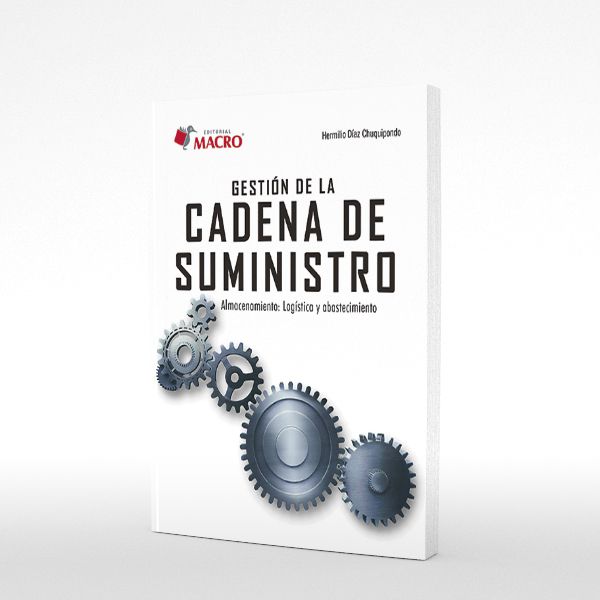 EDITORIAL
MACRO®
Hermilio Díaz Chuquipondo
GESTIÓN DE LA
CADENA DE
SUMINISTRO
Almacenamiento: Logística y abastecimiento